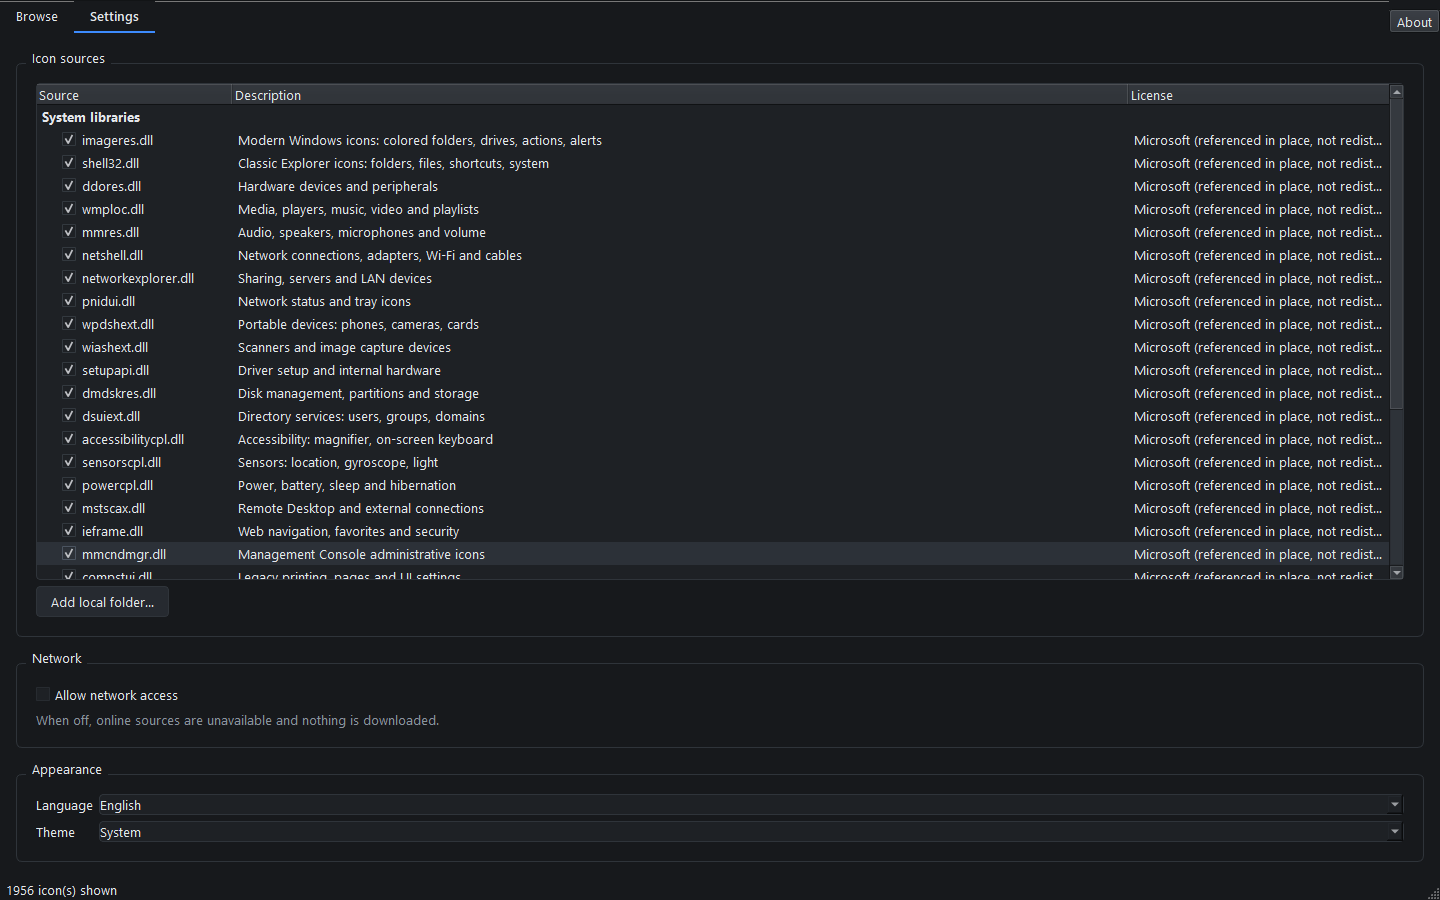 Browse Settings
About
Icon sources
Source Description License
System libraries
imageres.dll Modern Windows icons: colored folders, drives, actions, alerts Microsoft (referenced in place, not redist...
shell32.dll Classic Explorer icons: folders, files, shortcuts, system Microsoft (referenced in place, not redist...
ddores.dll Hardware devices and peripherals Microsoft (referenced in place, not redist...
wmploc.dll Media, players, music, video and playlists Microsoft (referenced in place, not redist...
mmres.dll Audio, speakers, microphones and volume Microsoft (referenced in place, not redist...
netshell.dll Network connections, adapters, Wi-Fi and cables Microsoft (referenced in place, not redist...
networkexplorer.dll Sharing, servers and LAN devices Microsoft (referenced in place, not redist...
pnidui.dll Network status and tray icons Microsoft (referenced in place, not redist...
wpdshext.dll Portable devices: phones, cameras, cards Microsoft (referenced in place, not redist...
wiashext.dll Scanners and image capture devices Microsoft (referenced in place, not redist...
setupapi.dll Driver setup and internal hardware Microsoft (referenced in place, not redist...
dmdskres.dll Disk management, partitions and storage Microsoft (referenced in place, not redist...
dsuiext.dll Directory services: users, groups, domains Microsoft (referenced in place, not redist...
accessibilitycpl.dll Accessibility: magnifier, on-screen keyboard Microsoft (referenced in place, not redist...
sensorscpl.dll Sensors: location, gyroscope, light Microsoft (referenced in place, not redist...
powercpl.dll Power, battery, sleep and hibernation Microsoft (referenced in place, not redist...
mstscax.dll Remote Desktop and external connections Microsoft (referenced in place, not redist...
ieframe.dll Web navigation, favorites and security Microsoft (referenced in place, not redist...
mmcndmgr.dll Management Console administrative icons Microsoft (referenced in place, not redist...
compstui.dll Legacy printing, pages and UI settings Microsoft (referenced in place, not redist...
Add local folder...
Network
Allow network access
When off, online sources are unavailable and nothing is downloaded.
Appearance
Language English
Theme System
1956 icon(s) shown